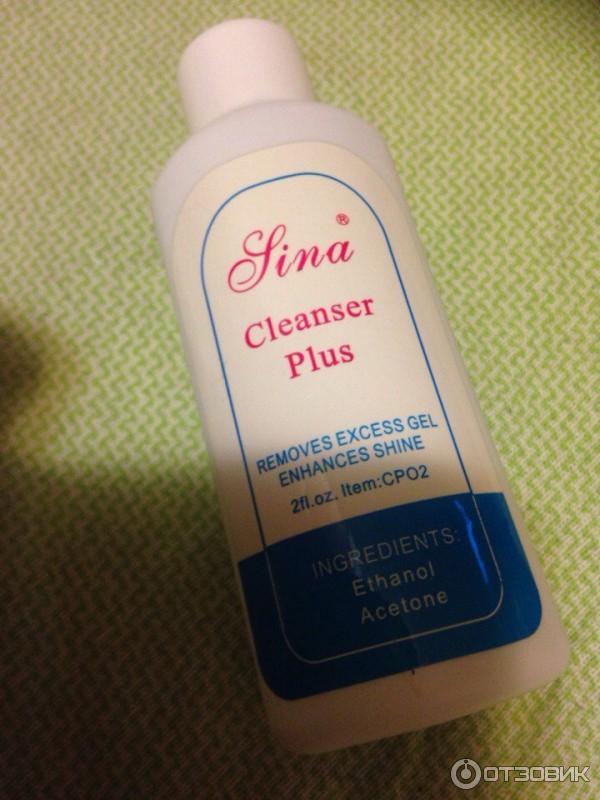 Sina ®
Cleanser
Plus
REMOVES EXCESS GEL
ENHANCES SHINE
2fl.oz. Item:CPO2
INGREDIENTS:
Ethanol
Acetone
ОТЗОВИК